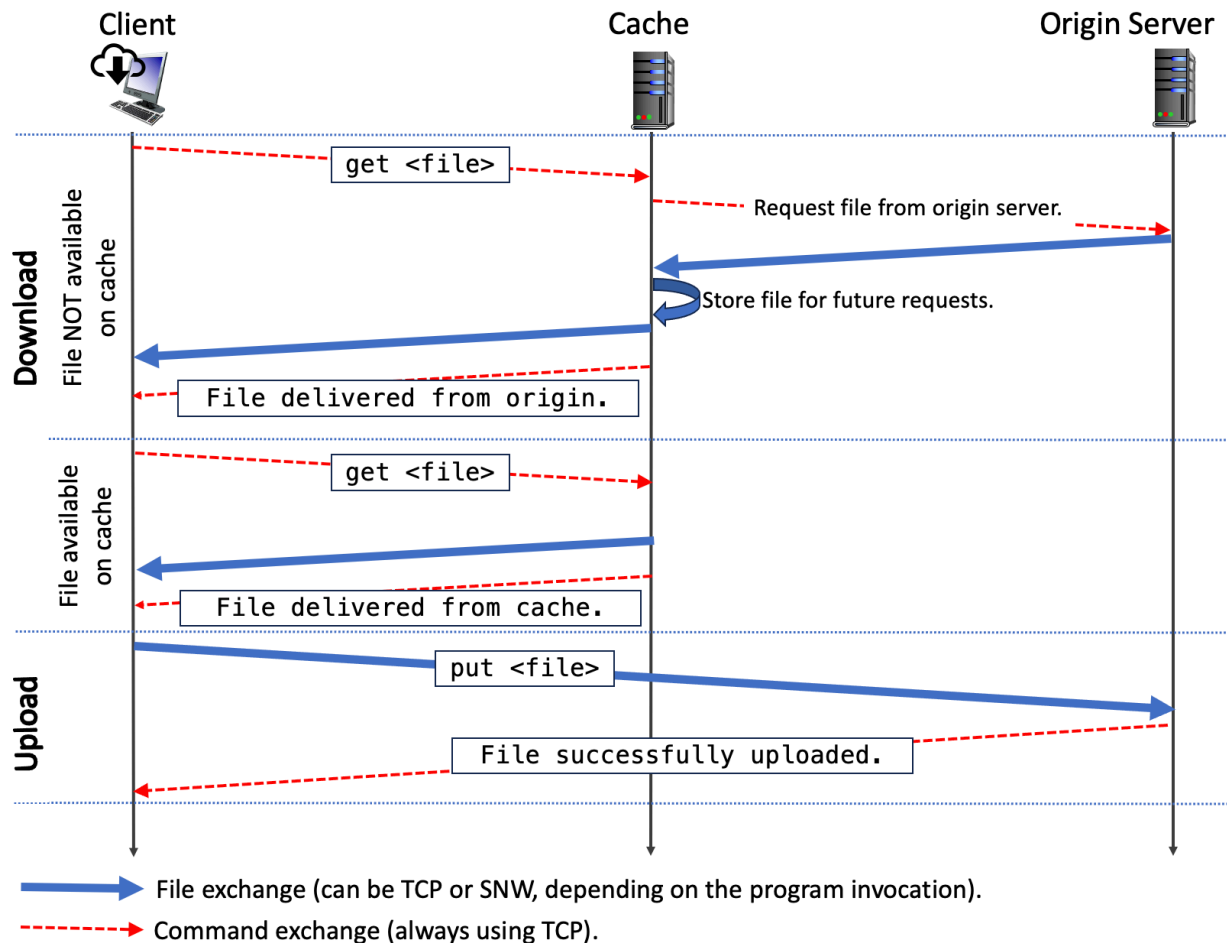 Client
Cache
Origin Server
Download
File NOT available
on cache
get <file>
Request file from origin server.
Store file for future requests.
File delivered from origin.
File available
on cache
get <file>
File delivered from cache.
Upload
put <file>
File successfully uploaded.
File exchange (can be TCP or SNW, depending on the program invocation).
Command exchange (always using TCP).